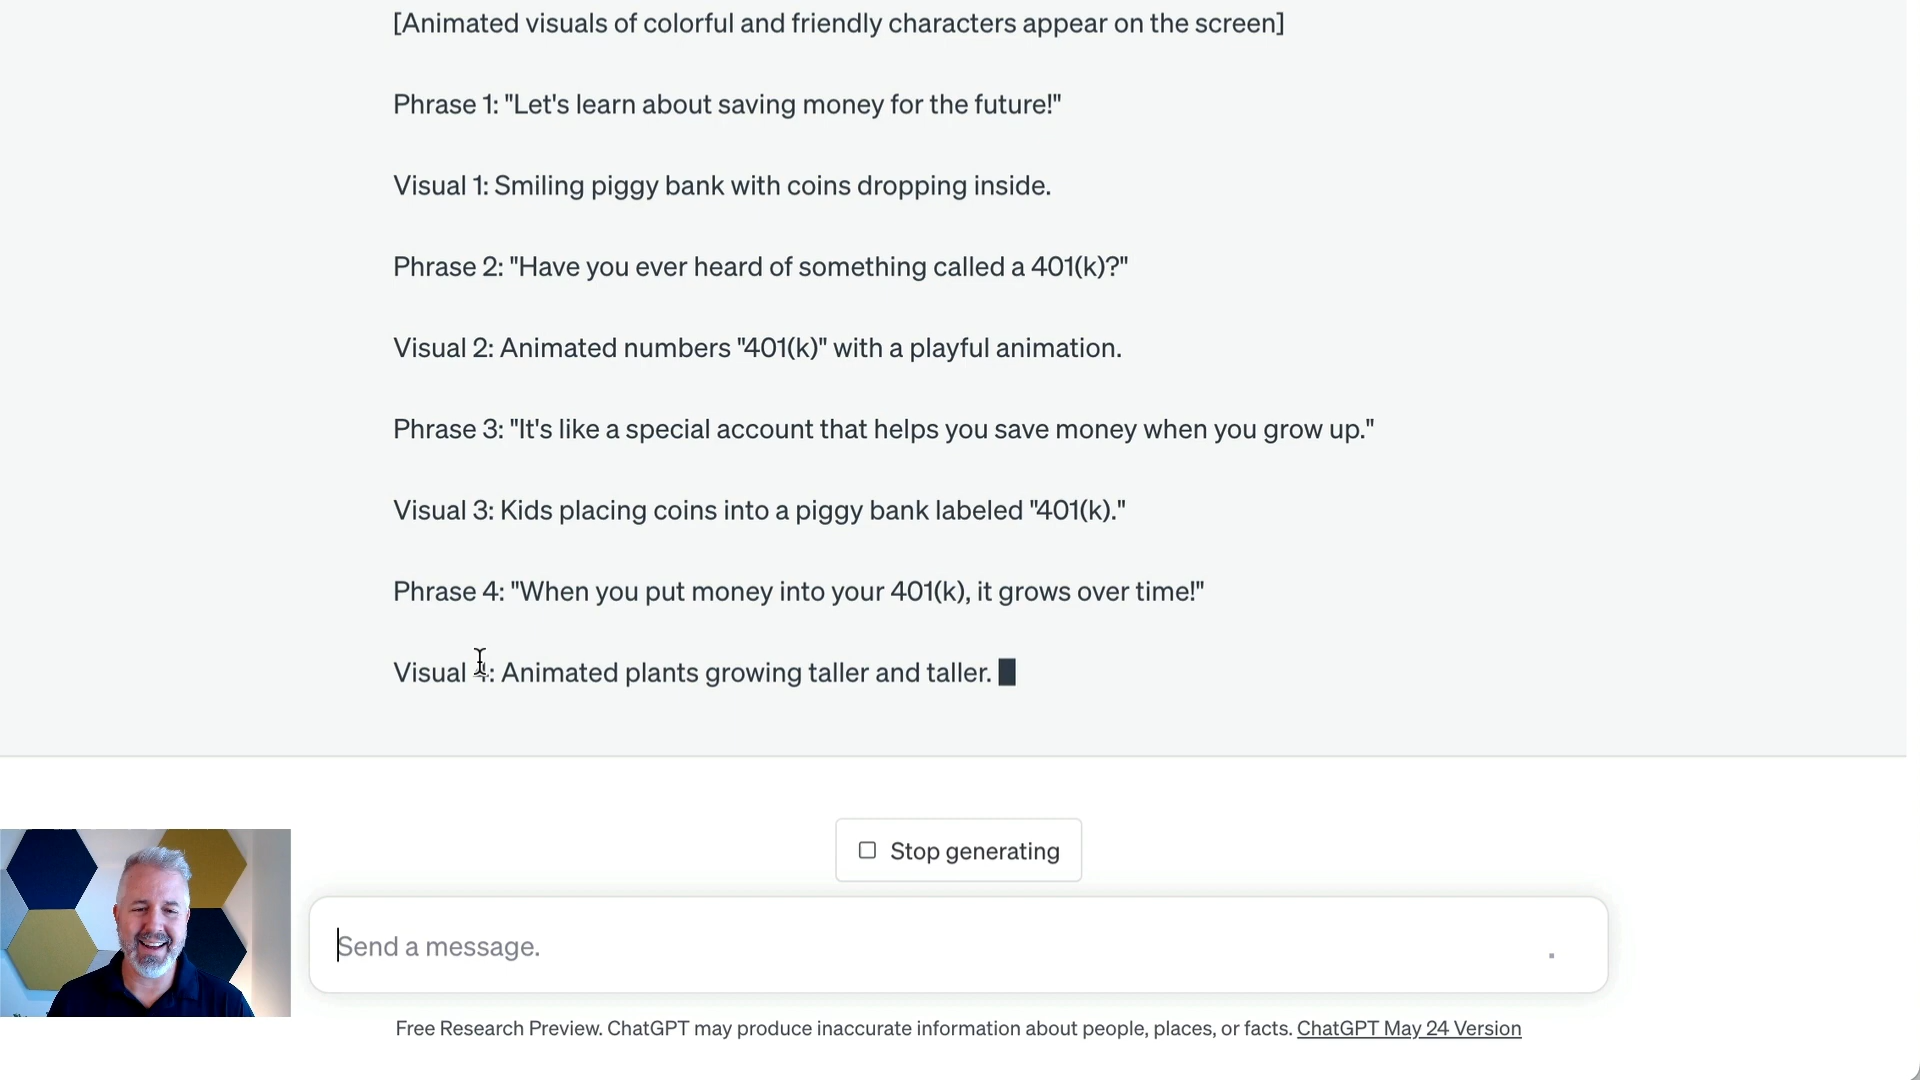 [Animated visuals of colorful and friendly characters appear on the screen]
Phrase 1: "Let's learn about saving money for the future!"
Visual 1: Smiling piggy bank with coins dropping inside.
Phrase 2: "Have you ever heard of something called a 401(k)?"
Visual 2: Animated numbers "401(k)" with a playful animation.
Phrase 3: "It's like a special account that helps you save money when you grow up."
Visual 3: Kids placing coins into a piggy bank labeled "401(k)."
Phrase 4: "When you put money into your 401(k), it grows over time!"
Visual 4: Animated plants growing taller and taller.
Stop generating
Send a message.
Free Research Preview. ChatGPT may produce inaccurate information about people, places, or facts. ChatGPT May 24 Version